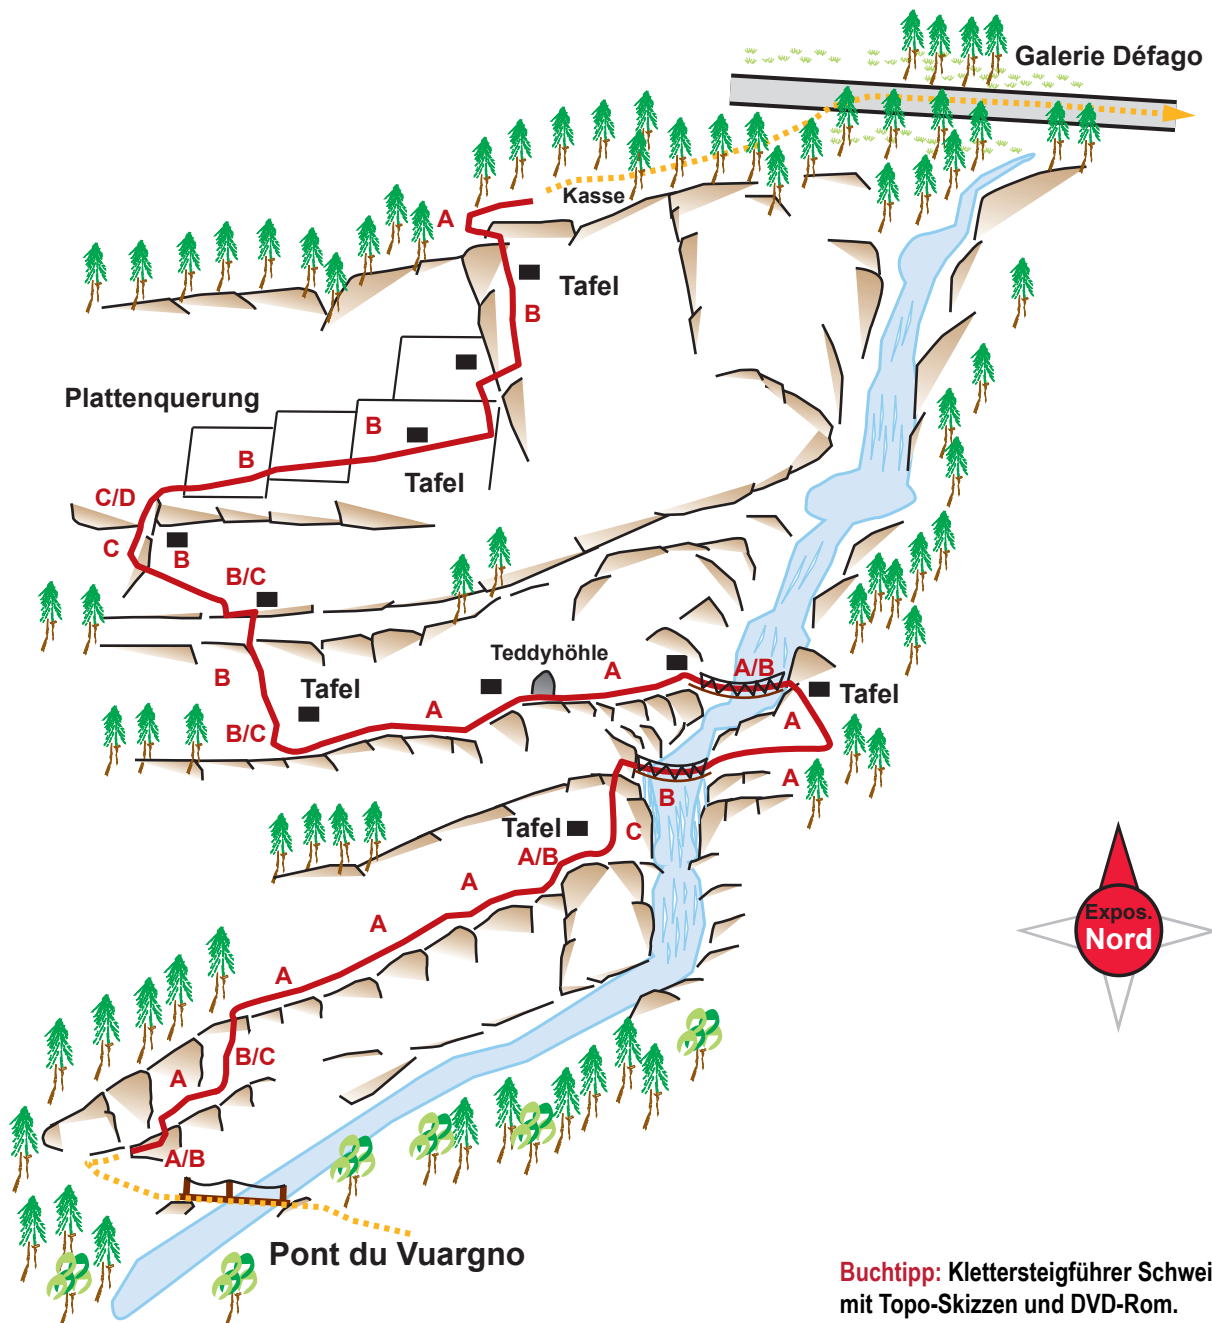 Galerie Défago
Kasse
A
Tafel
B
Plattenquerung
B
B
Tafel
C/D
C
B
B/C
Teddyhöhle
A
A/B
B
Tafel
Tafel
A
A
B/C
A
B
Tafel
C
A/B
A
A
Expos.
Nord
A
B/C
A
A/B
Pont du Vuargno
Buchtipp: Klettersteigführer Schwei
mit Topo-Skizzen und DVD-Rom.